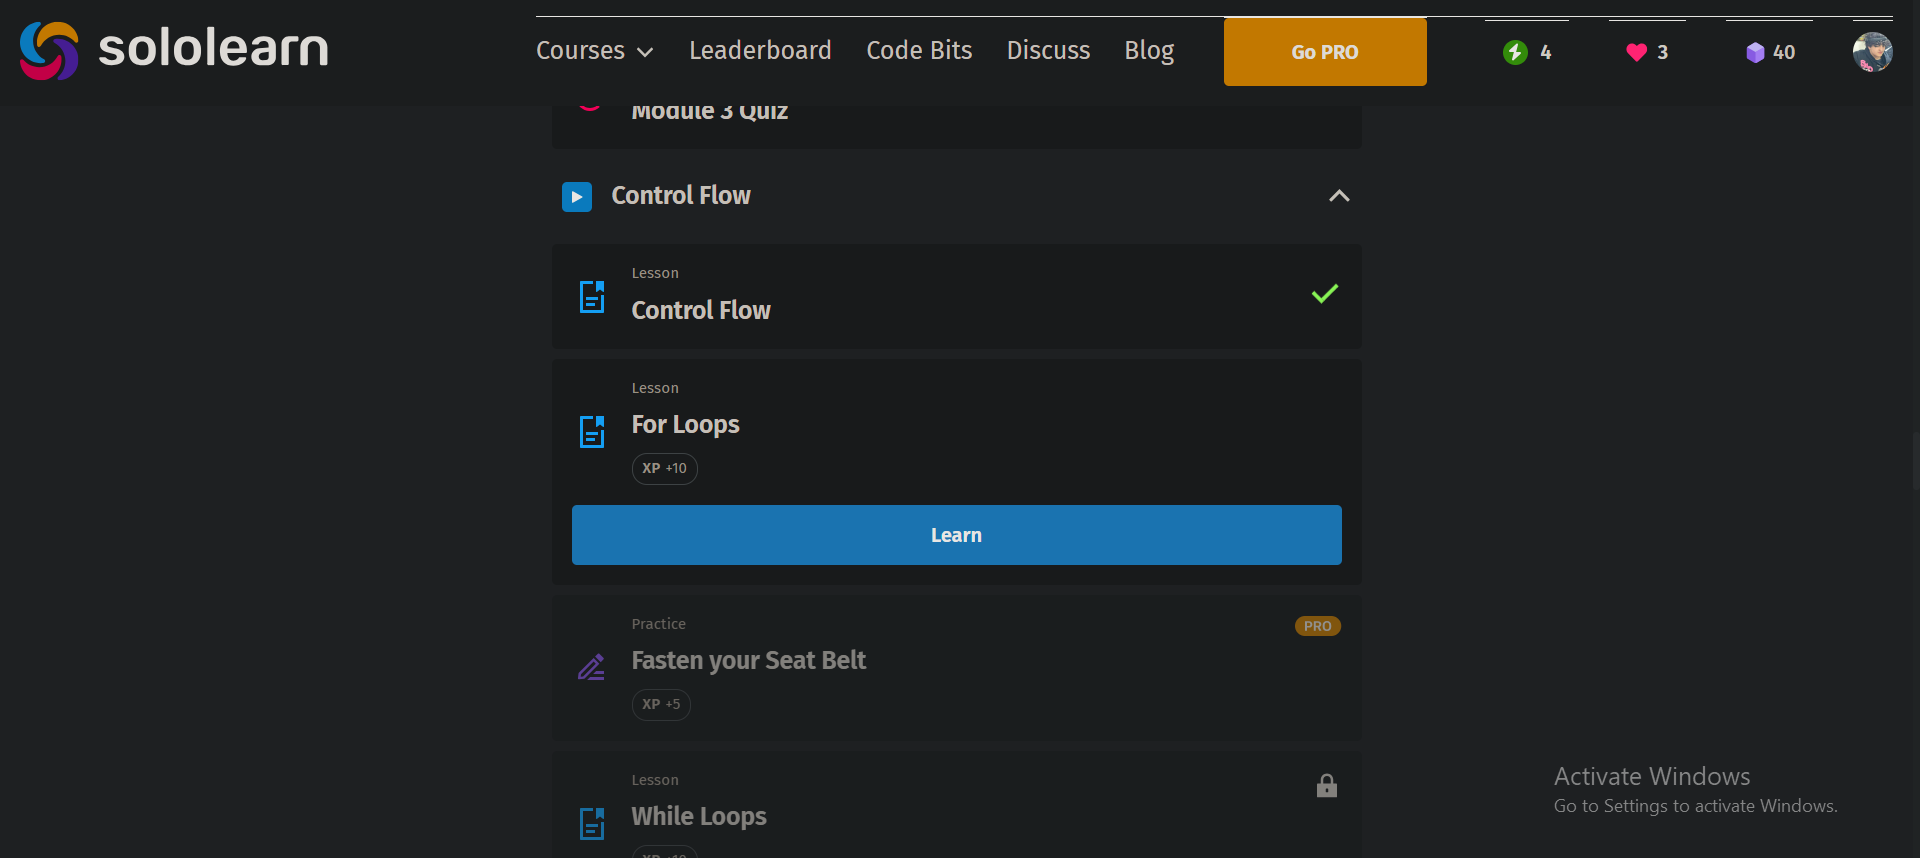 sololearn
Courses Leaderboard Code Bits Discuss Blog Go PRO 4 3 40
Module 3 Quiz
Control Flow
Lesson
Control Flow
Lesson
For Loops
XP +10
Learn
Practice
PRO
Fasten your Seat Belt
XP +5
Lesson
While Loops
XP +10
Activate Windows
Go to Settings to activate Windows.